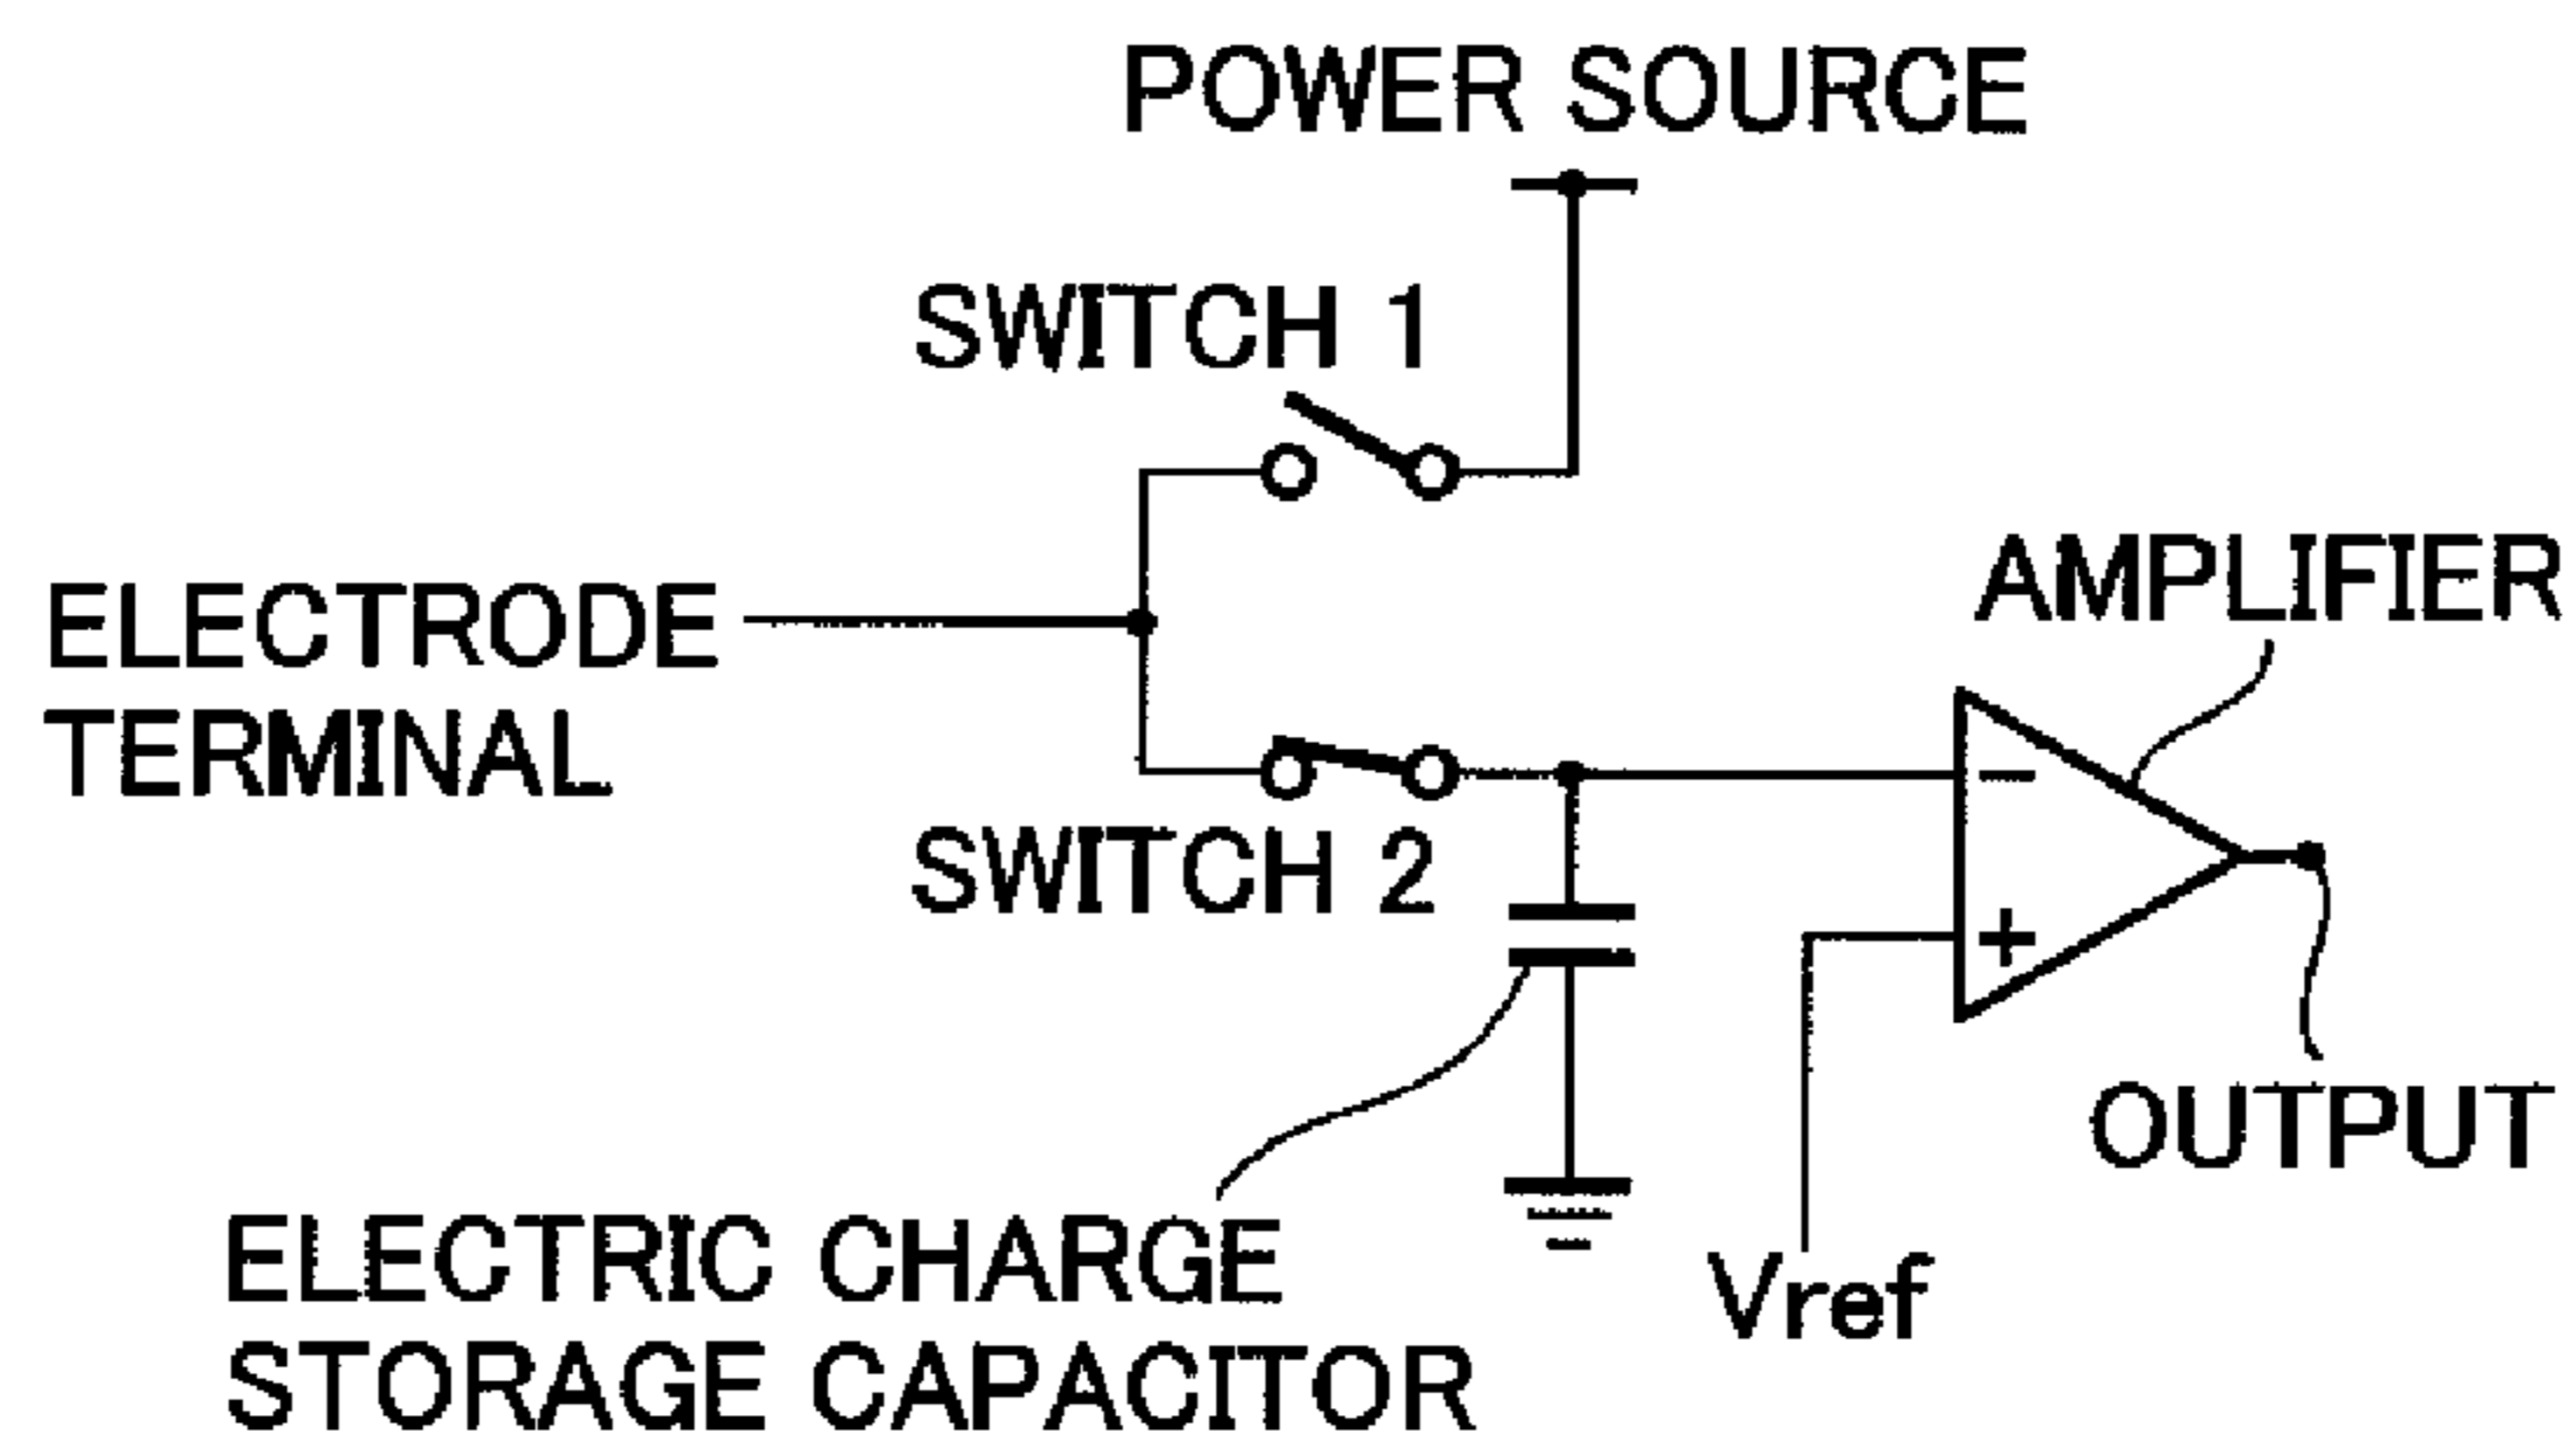 POWER SOURCE
SWITCH 1
AMPLIFIER
ELECTRODE
TERMINAL
−
SWITCH 2
+
OUTPUT
ELECTRIC CHARGE
STORAGE CAPACITOR
Vref